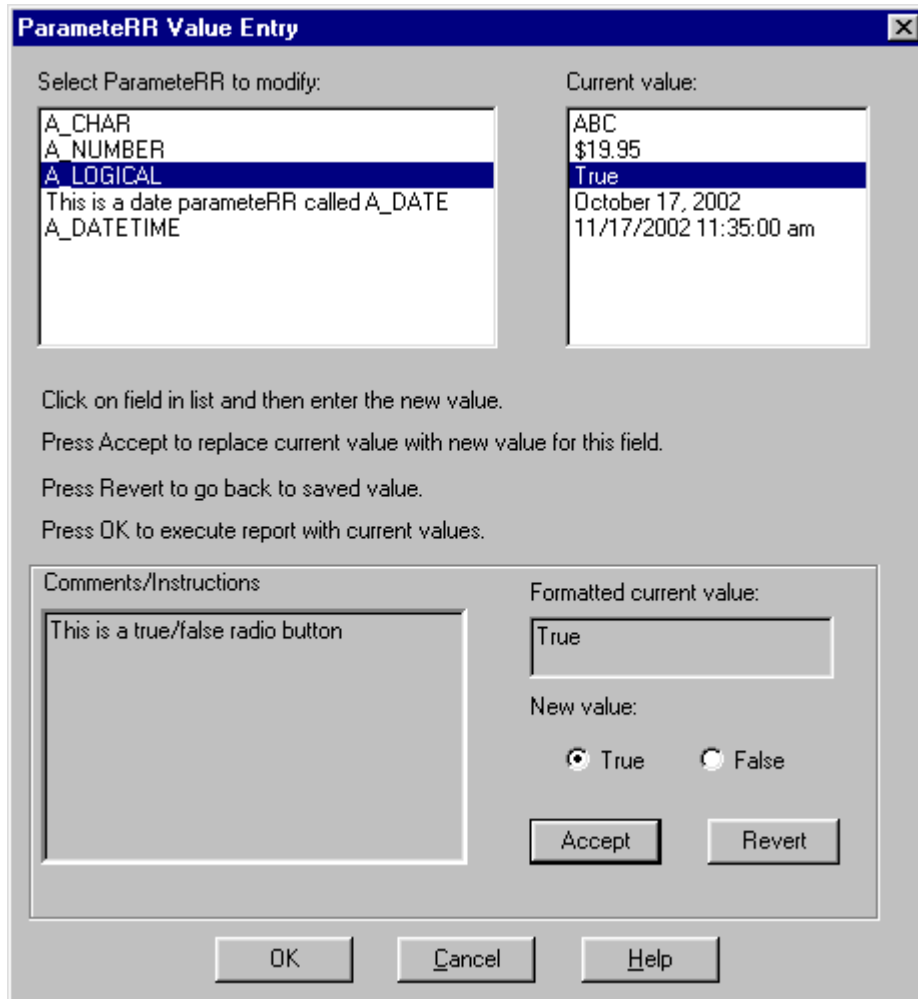 ParameteRR Value Entry
Select ParameteRR to modify:
A_CHAR
A_NUMBER
A_LOGICAL
This is a date parameteRR called A_DATE
A_DATETIME
Current value:
ABC
$19.95
True
October 17, 2002
11/17/2002 11:35:00 am
Click on field in list and then enter the new value.
Press Accept to replace current value with new value for this field.
Press Revert to go back to saved value.
Press OK to execute report with current values.
Comments/Instructions
This is a true/false radio button
Formatted current value:
True
New value:
True False
Accept Revert
OK Cancel Help